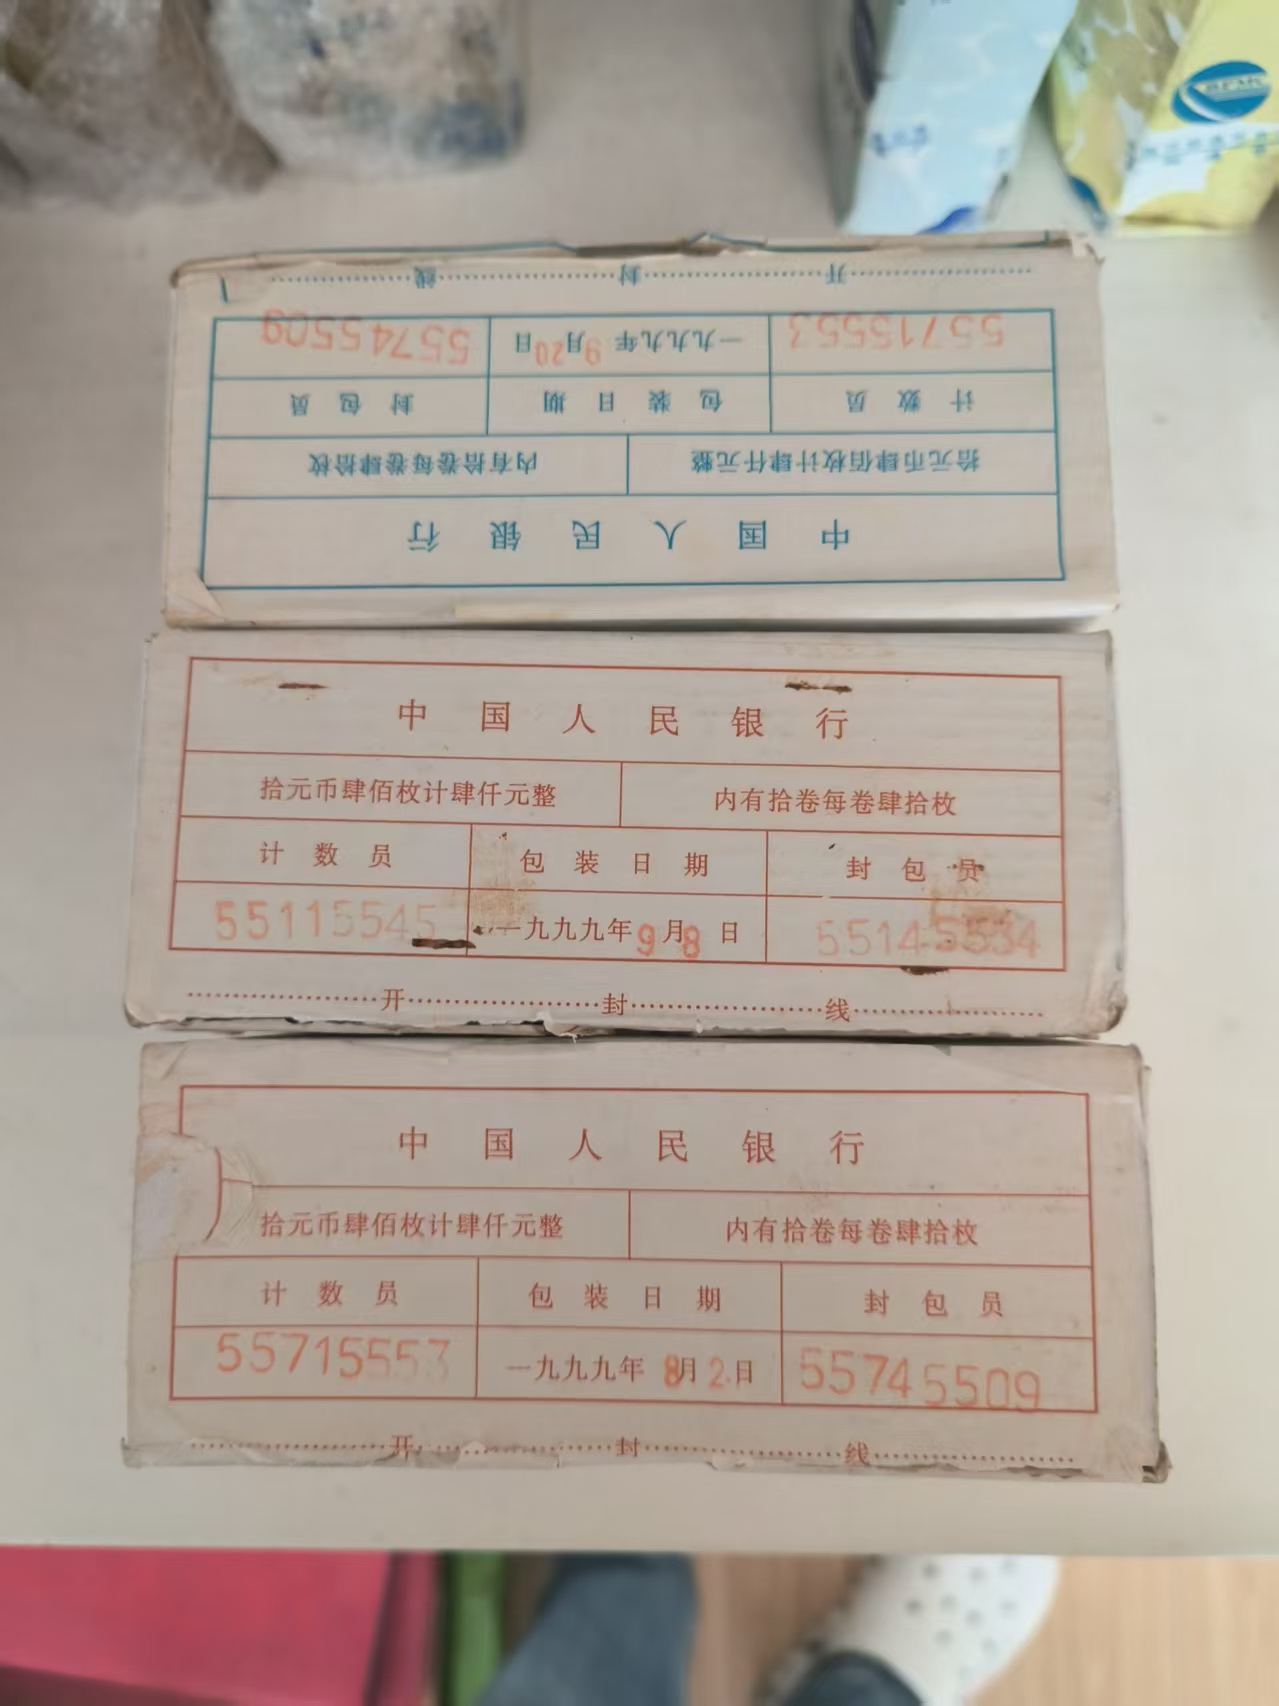 中国人民银行
拾元币肆佰枚计肆仟元整 内有拾卷每卷肆拾枚
计数员 包装日期 封包员
55715553 一九九九年9月20日 55745509
开封线
中国人民银行
拾元币肆佰枚计肆仟元整 内有拾卷每卷肆拾枚
计数员 包装日期 封包员
55115545 一九九九年9月8日 55145534
开封线
中国人民银行
拾元币肆佰枚计肆仟元整 内有拾卷每卷肆拾枚
计数员 包装日期 封包员
55715553 一九九九年8月2日 55745509
开封线